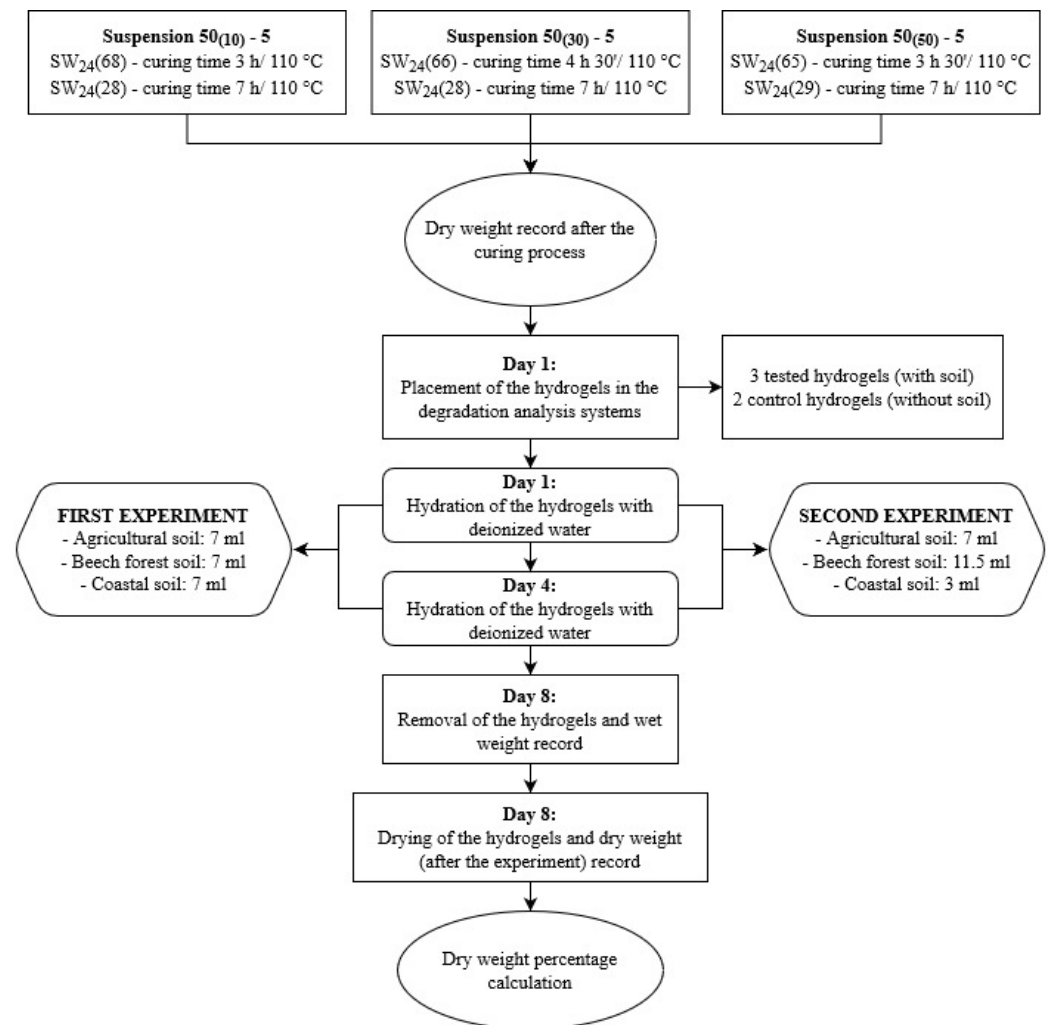 Suspension 50(10) - 5
SW24(68) - curing time 3 h/ 110 °C
SW24(28) - curing time 7 h/ 110 °C
Suspension 50(30) - 5
SW24(66) - curing time 4 h 30'/ 110 °C
SW24(28) - curing time 7 h/ 110 °C
Suspension 50(50) - 5
SW24(65) - curing time 3 h 30'/ 110 °C
SW24(29) - curing time 7 h/ 110 °C
Dry weight record after the
curing process
Day 1:
Placement of the hydrogels in the
degradation analysis systems
3 tested hydrogels (with soil)
2 control hydrogels (without soil)
Day 1:
Hydration of the hydrogels with
deionized water
FIRST EXPERIMENT
- Agricultural soil: 7 ml
- Beech forest soil: 7 ml
- Coastal soil: 7 ml
SECOND EXPERIMENT
- Agricultural soil: 7 ml
- Beech forest soil: 11.5 ml
- Coastal soil: 3 ml
Day 4:
Hydration of the hydrogels with
deionized water
Day 8:
Removal of the hydrogels and wet
weight record
Day 8:
Drying of the hydrogels and dry weight
(after the experiment) record
Dry weight percentage
calculation